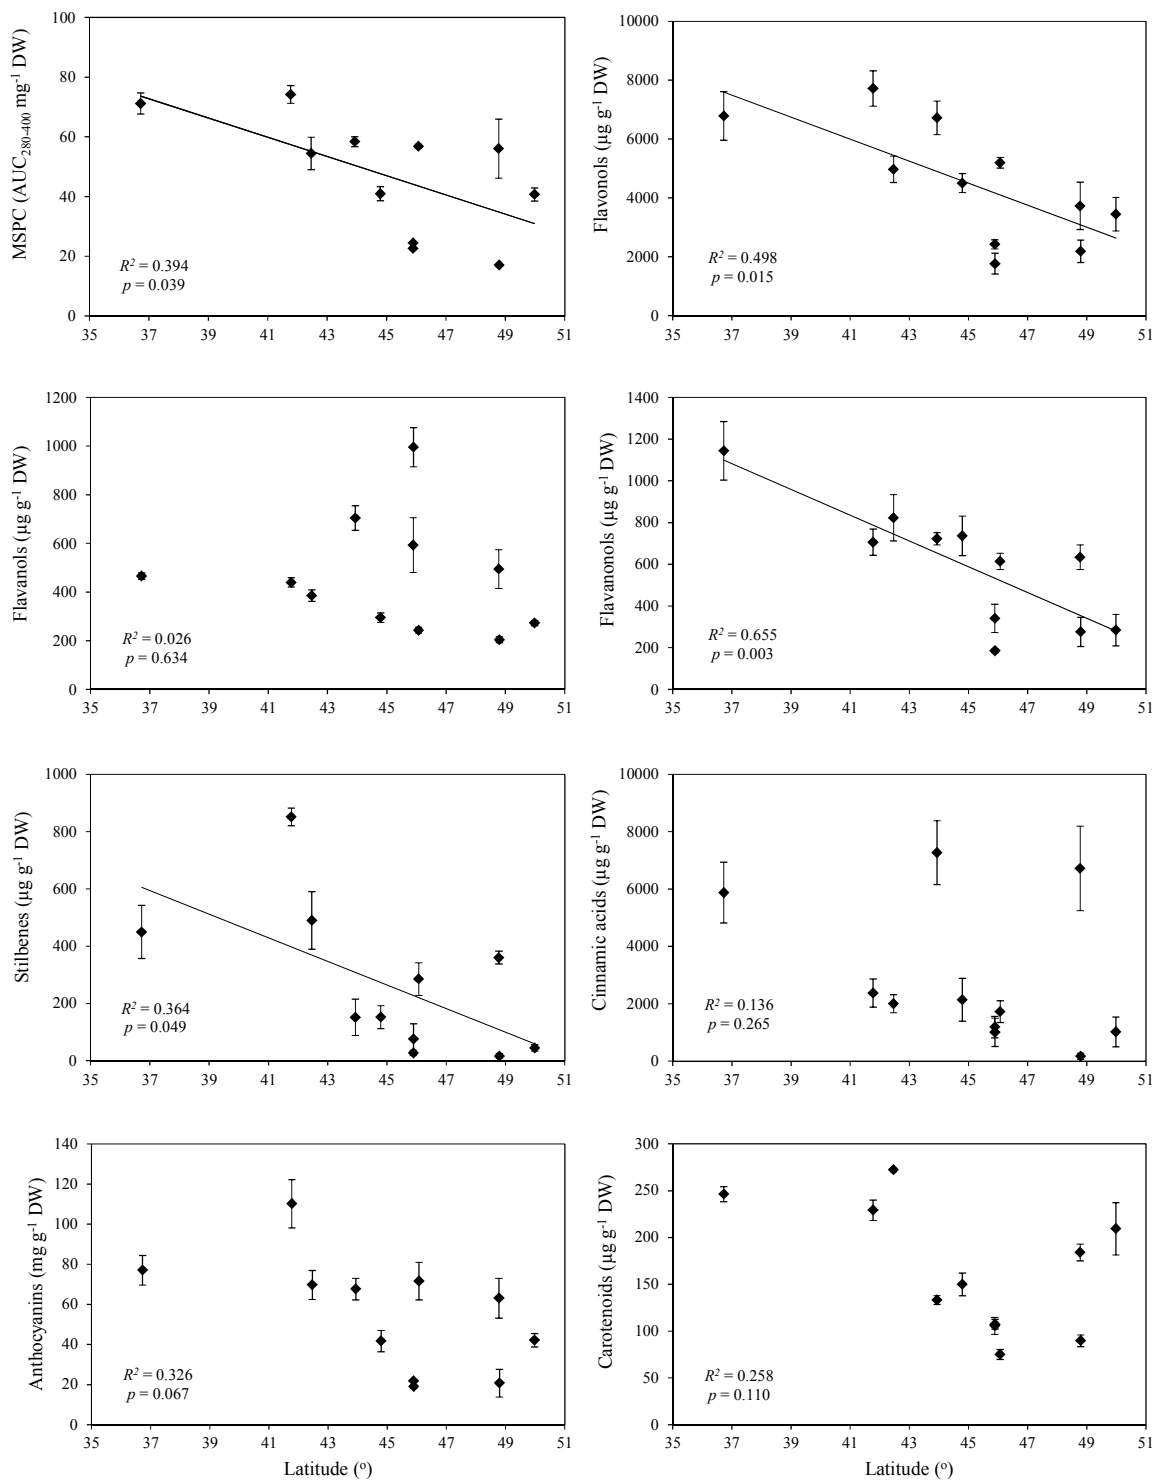 MSPC (AUC280-400 mg-1 DW)
100
80
60
40
20
0
R2 = 0.394
p = 0.039
35 37 39 41 43 45 47 49 51
Flavonols (µg g-1 DW)
10000
8000
6000
4000
2000
0
R2 = 0.498
p = 0.015
35 37 39 41 43 45 47 49 51
Flavanols (µg g-1 DW)
1200
1000
800
600
400
200
0
R2 = 0.026
p = 0.634
35 37 39 41 43 45 47 49 51
Flavanonols (µg g-1 DW)
1400
1200
1000
800
600
400
200
0
R2 = 0.655
p = 0.003
35 37 39 41 43 45 47 49 51
Stilbenes (µg g-1 DW)
1000
800
600
400
200
0
R2 = 0.364
p = 0.049
35 37 39 41 43 45 47 49 51
Cinnamic acids (µg g-1 DW)
10000
8000
6000
4000
2000
0
R2 = 0.136
p = 0.265
35 37 39 41 43 45 47 49 51
Anthocyanins (mg g-1 DW)
140
120
100
80
60
40
20
0
R2 = 0.326
p = 0.067
35 37 39 41 43 45 47 49 51
Latitude (o)
Carotenoids (µg g-1 DW)
300
250
200
150
100
50
0
R2 = 0.258
p = 0.110
35 37 39 41 43 45 47 49 51
Latitude (o)